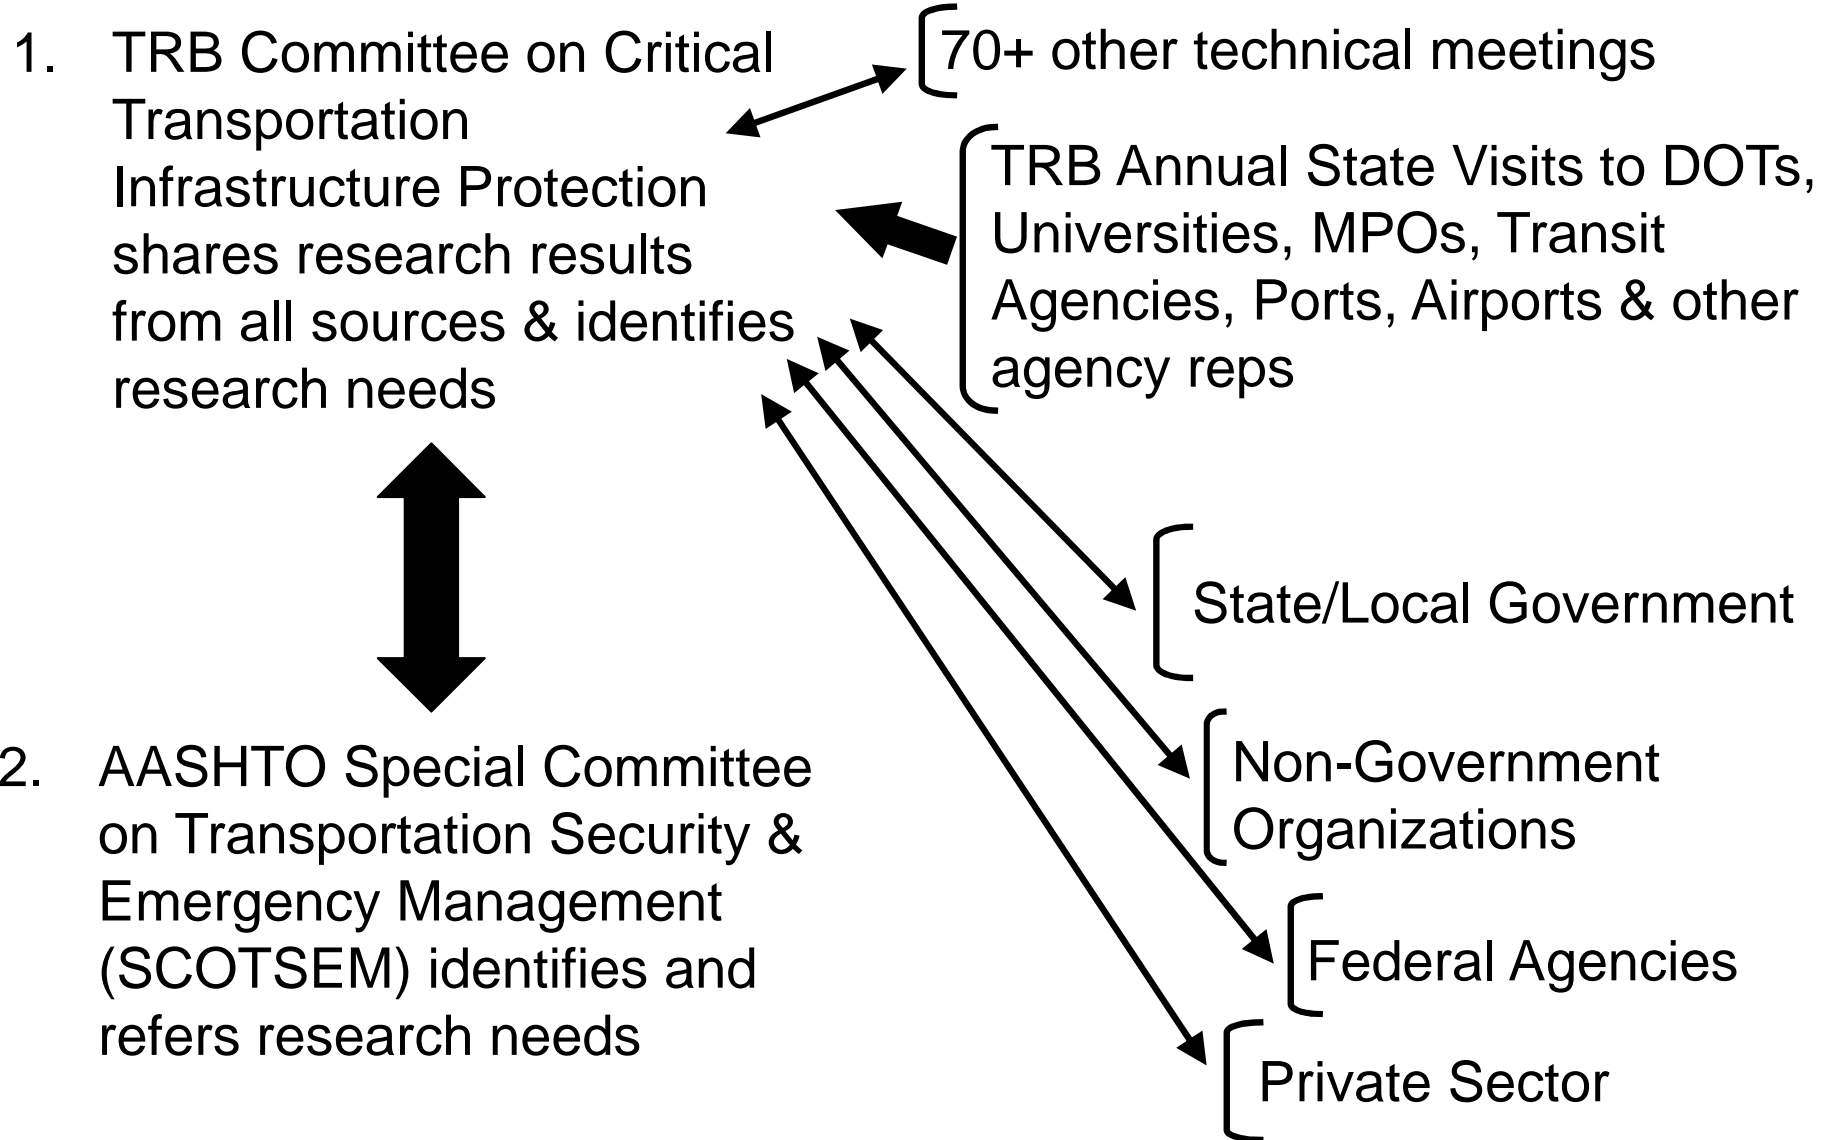 1. TRB Committee on Critical
Transportation
Infrastructure Protection
shares research results
from all sources & identifies
research needs
70+ other technical meetings
TRB Annual State Visits to DOTs,
Universities, MPOs, Transit
Agencies, Ports, Airports & other
agency reps
State/Local Government
Non-Government
Organizations
Federal Agencies
Private Sector
2. AASHTO Special Committee
on Transportation Security &
Emergency Management
(SCOTSEM) identifies and
refers research needs